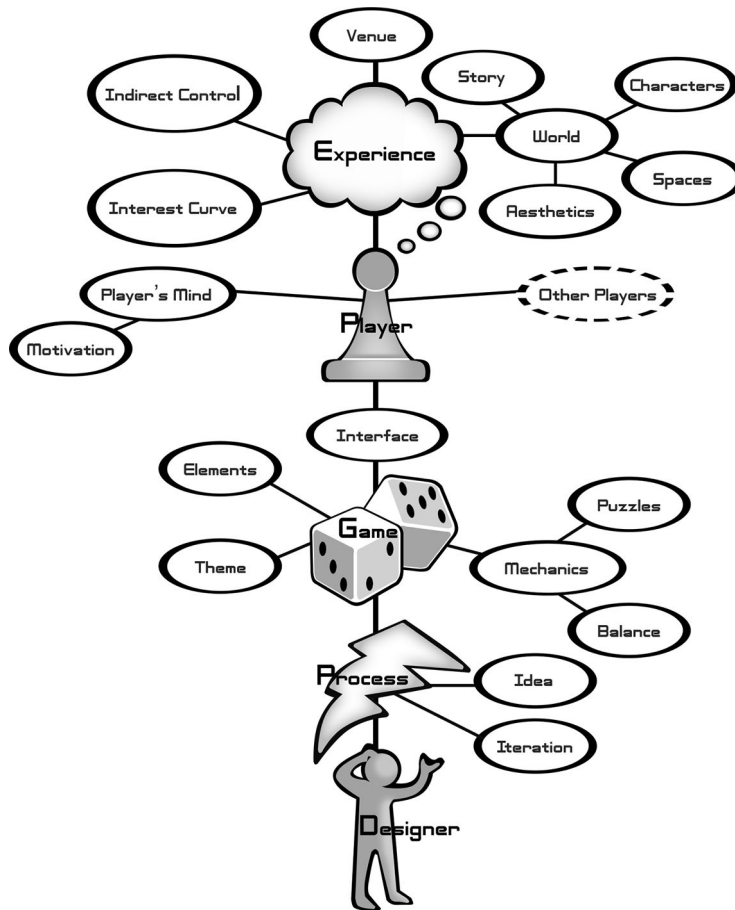 Venue
Story
Characters
Indirect Control
World
Experience
Spaces
Interest Curve
Aesthetics
Player's Mind
Other Players
Player
Motivation
Interface
Elements
Puzzles
Game
Theme
Mechanics
Balance
Process
Idea
Iteration
Designer